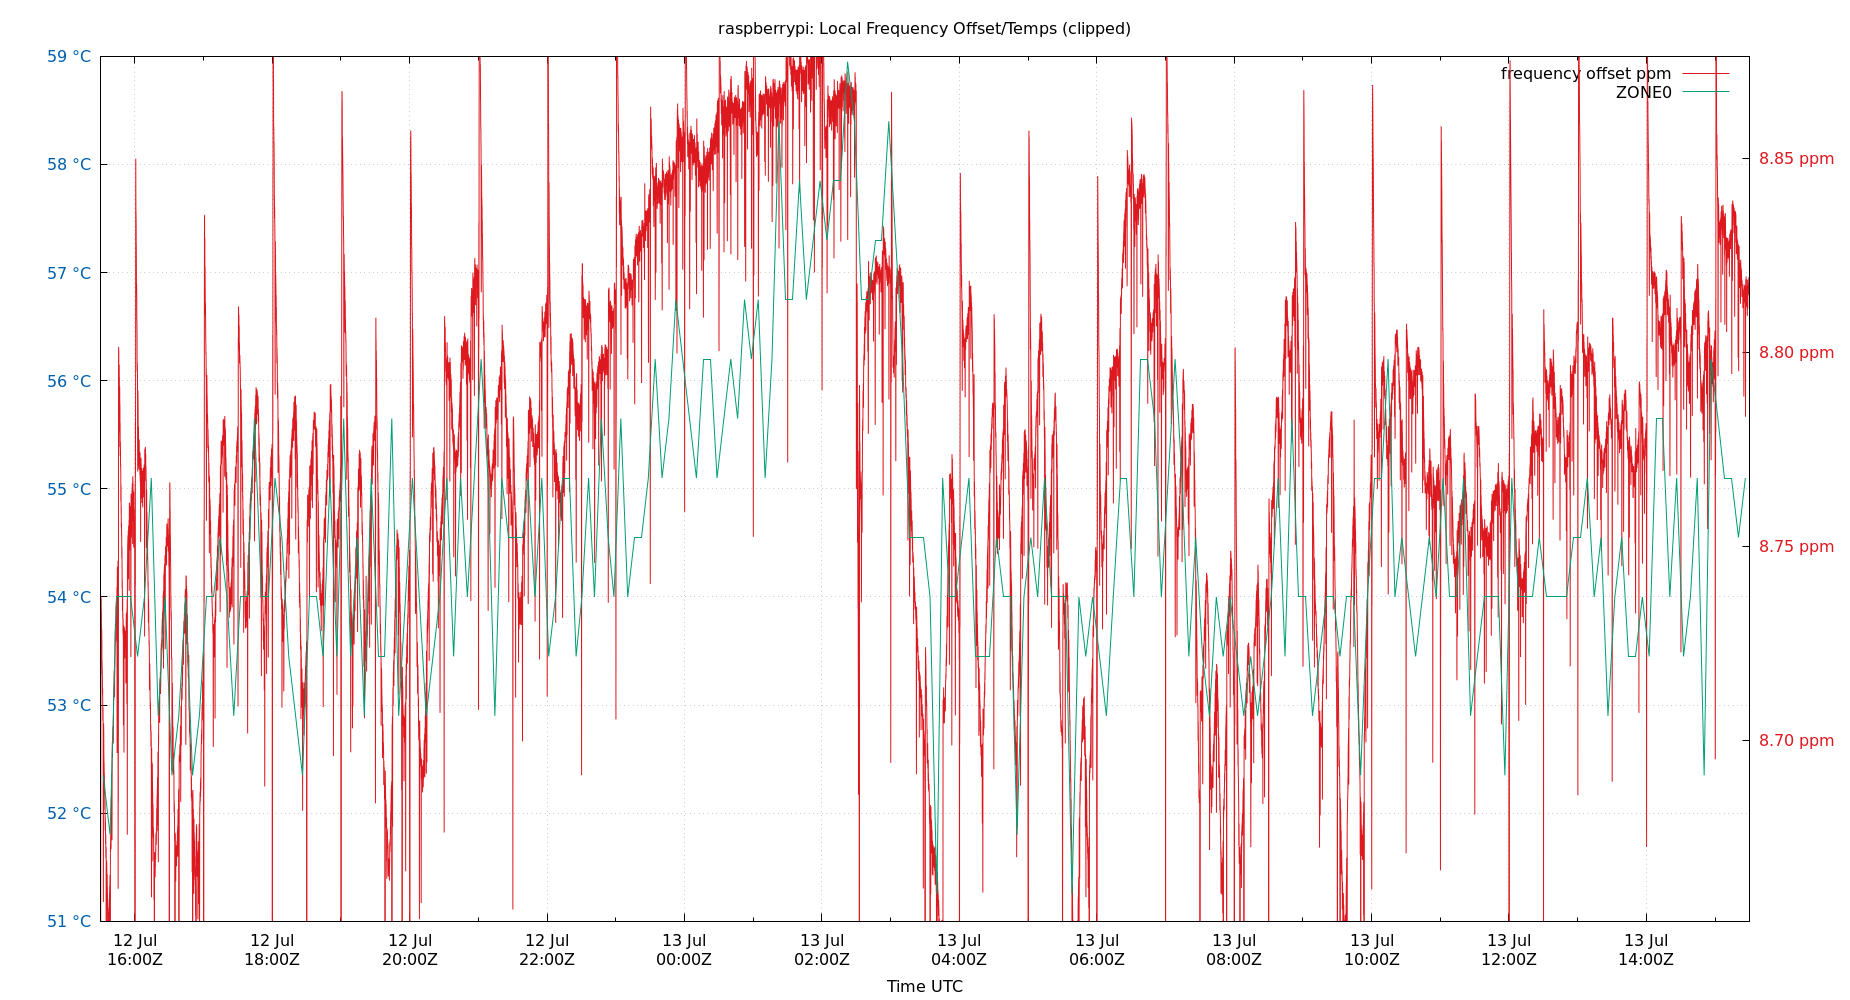 raspberrypi: Local Frequency Offset/Temps (clipped)
59 °C
58 °C
57 °C
56 °C
55 °C
54 °C
53 °C
52 °C
51 °C
frequency offset ppm
ZONE0
8.85 ppm
8.80 ppm
8.75 ppm
8.70 ppm
12 Jul 12 Jul 12 Jul 12 Jul 13 Jul 13 Jul 13 Jul 13 Jul 13 Jul 13 Jul 13 Jul 13 Jul
16:00Z 18:00Z 20:00Z 22:00Z 00:00Z 02:00Z 04:00Z 06:00Z 08:00Z 10:00Z 12:00Z 14:00Z
Time UTC